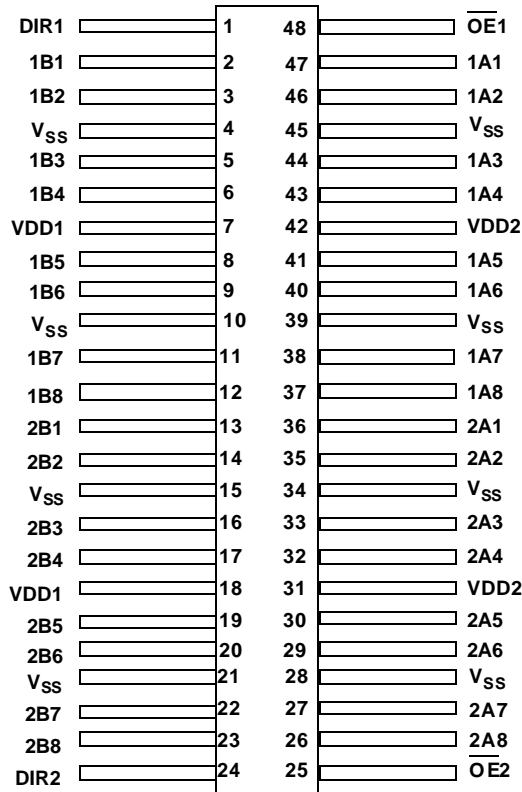 DIR1 1 48 OE1
1B1 2 47 1A1
1B2 3 46 1A2
VSS 4 45 VSS
1B3 5 44 1A3
1B4 6 43 1A4
VDD1 7 42 VDD2
1B5 8 41 1A5
1B6 9 40 1A6
VSS 10 39 VSS
1B7 11 38 1A7
1B8 12 37 1A8
2B1 13 36 2A1
2B2 14 35 2A2
VSS 15 34 VSS
2B3 16 33 2A3
2B4 17 32 2A4
VDD1 18 31 VDD2
2B5 19 30 2A5
2B6 20 29 2A6
VSS 21 28 VSS
2B7 22 27 2A7
2B8 23 26 2A8
DIR2 24 25 OE2